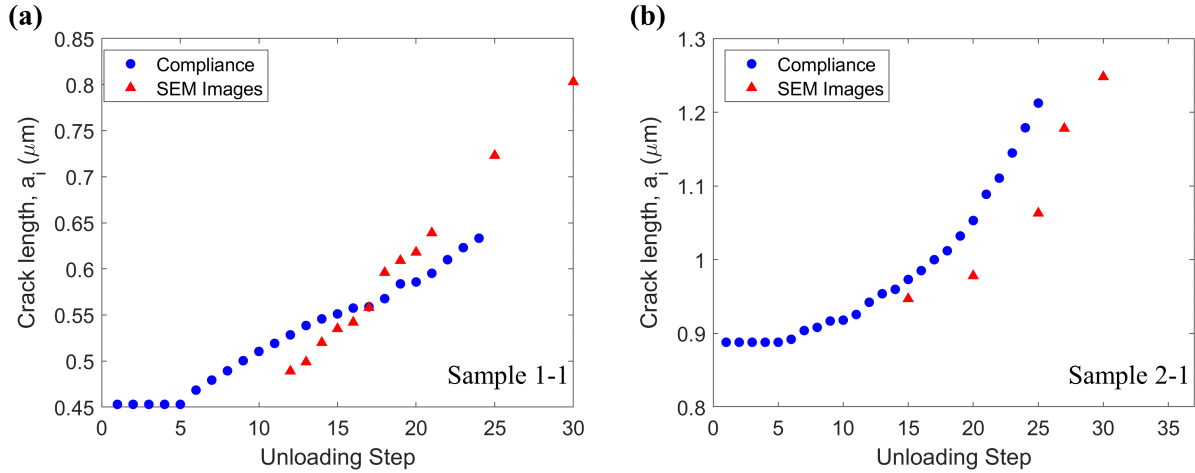 (a)
0.85
0.8
0.75
0.7
0.65
0.6
0.55
0.5
0.45
Crack length, a_i (μm)
Compliance
SEM Images
Sample 1-1
0 5 10 15 20 25 30
Unloading Step
(b)
1.3
1.2
1.1
1
0.9
0.8
Crack length, a_i (μm)
Compliance
SEM Images
Sample 2-1
0 5 10 15 20 25 30 35
Unloading Step